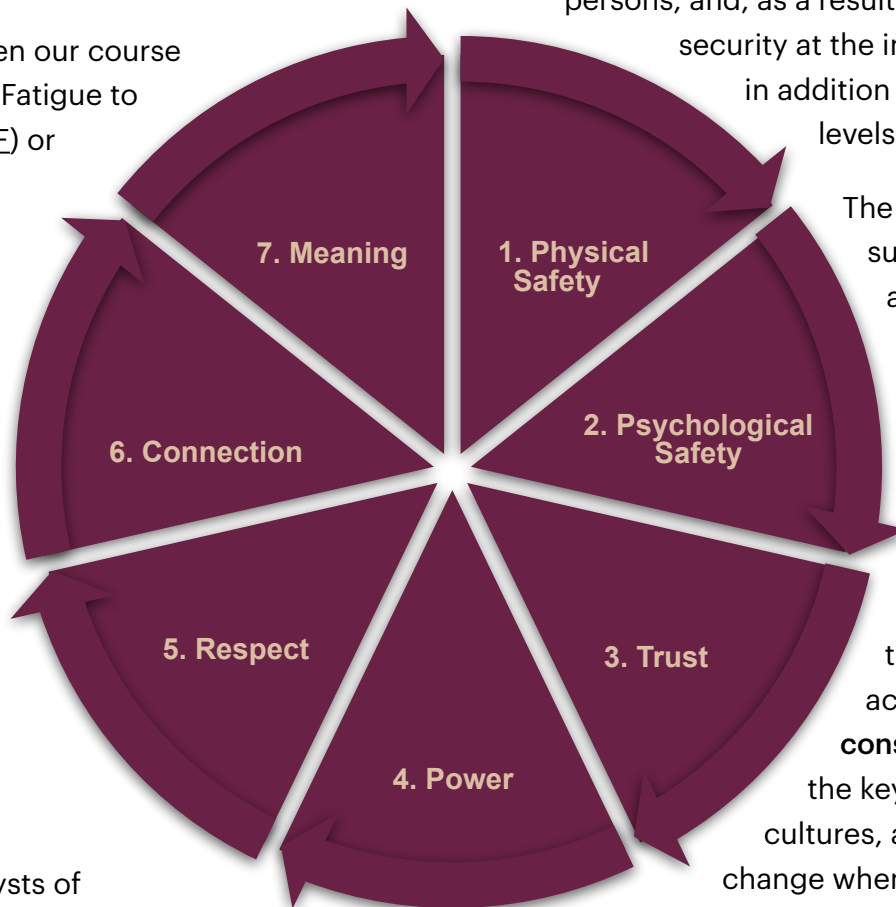 persons, and, as a result
en our course
security at the in
Fatigue to
in addition
F) or
levels
The
su
a
7. Meaning
1. Physical
Safety
2. Psychological
Safety
6. Connection
5. Respect
3. Trust
4. Power
t
ac
cons
the key
cultures, a
change when
ysts of